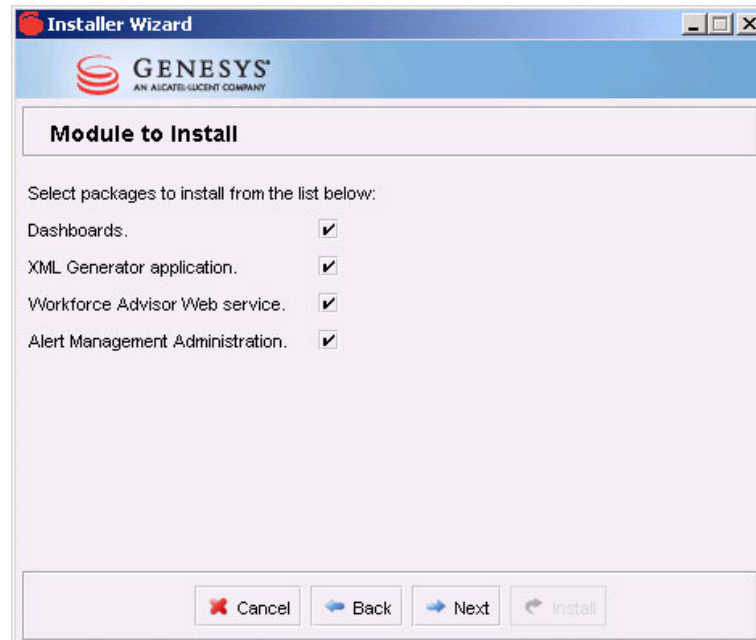 Installer Wizard
GENESYS
AN ALCATEL-LUCENT COMPANY
Module to Install
Select packages to install from the list below:
Dashboards.
XML Generator application.
Workforce Advisor Web service.
Alert Management Administration.
Cancel Back Next Install